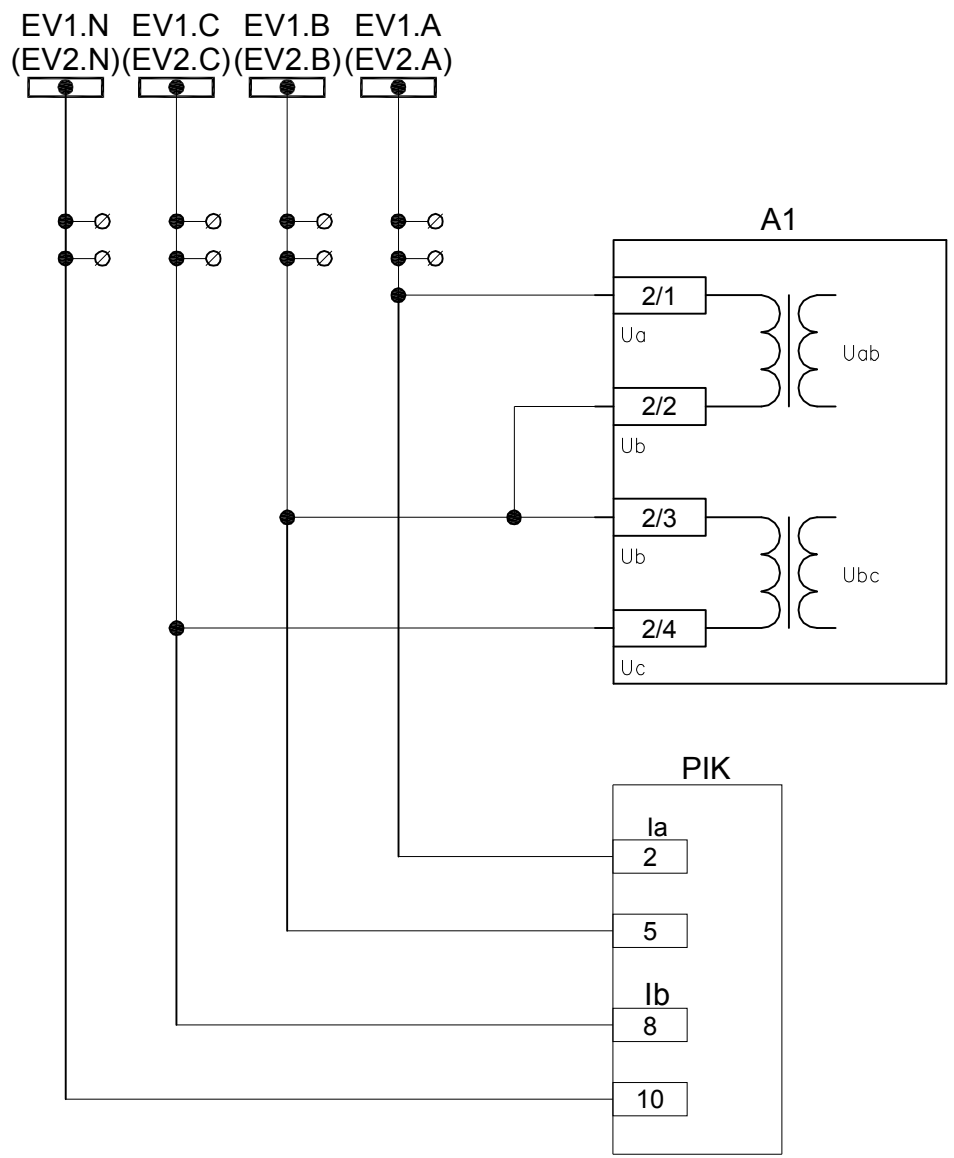 EV1.N EV1.C EV1.B EV1.A
(EV2.N)(EV2.C)(EV2.B)(EV2.A)
A1
2/1
Ua
Uab
2/2
Ub
2/3
Ub
Ubc
2/4
Uc
PIK
Ia
2
5
Ib
8
10